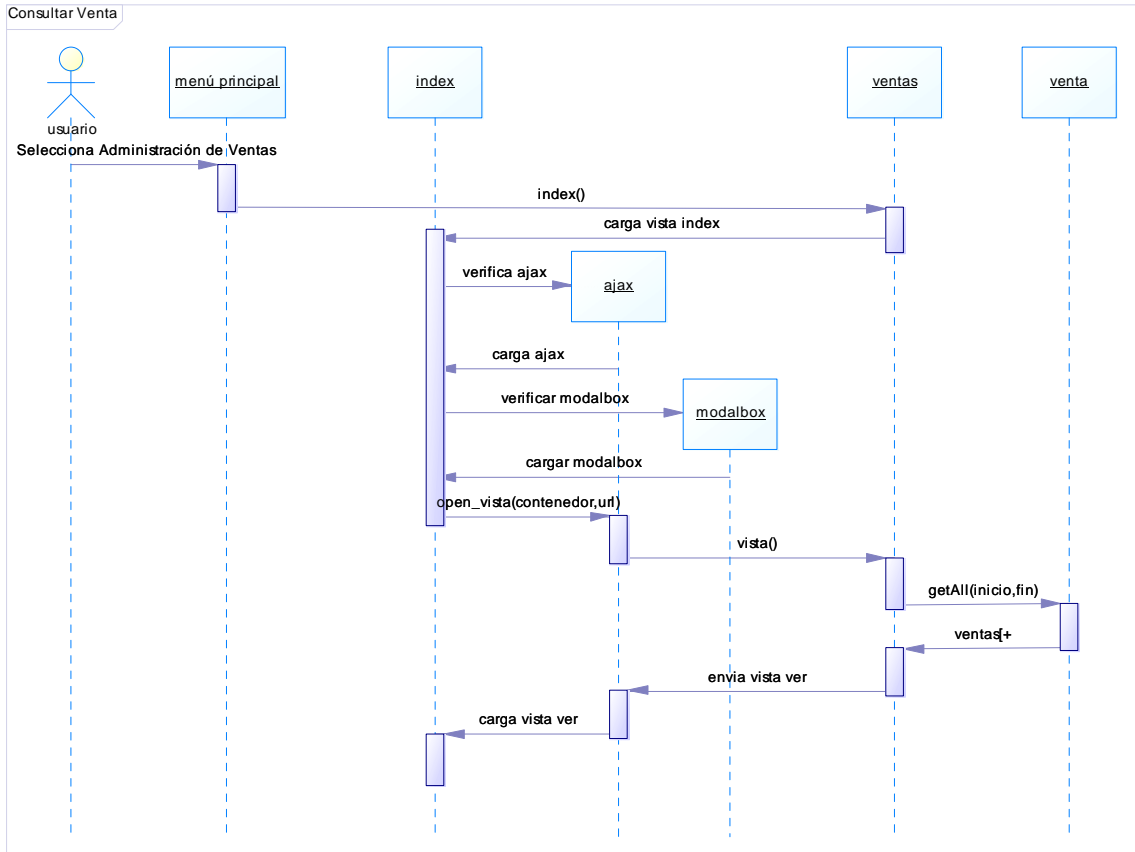 Consultar Venta
usuario
menú principal
index
ventas
venta
Selecciona Administración de Ventas
index()
carga vista index
verifica ajax
ajax
carga ajax
verificar modalbox
modalbox
cargar modalbox
open_vista(contenedor,url)
vista()
getAll(inicio,fin)
ventas[+
envia vista ver
carga vista ver